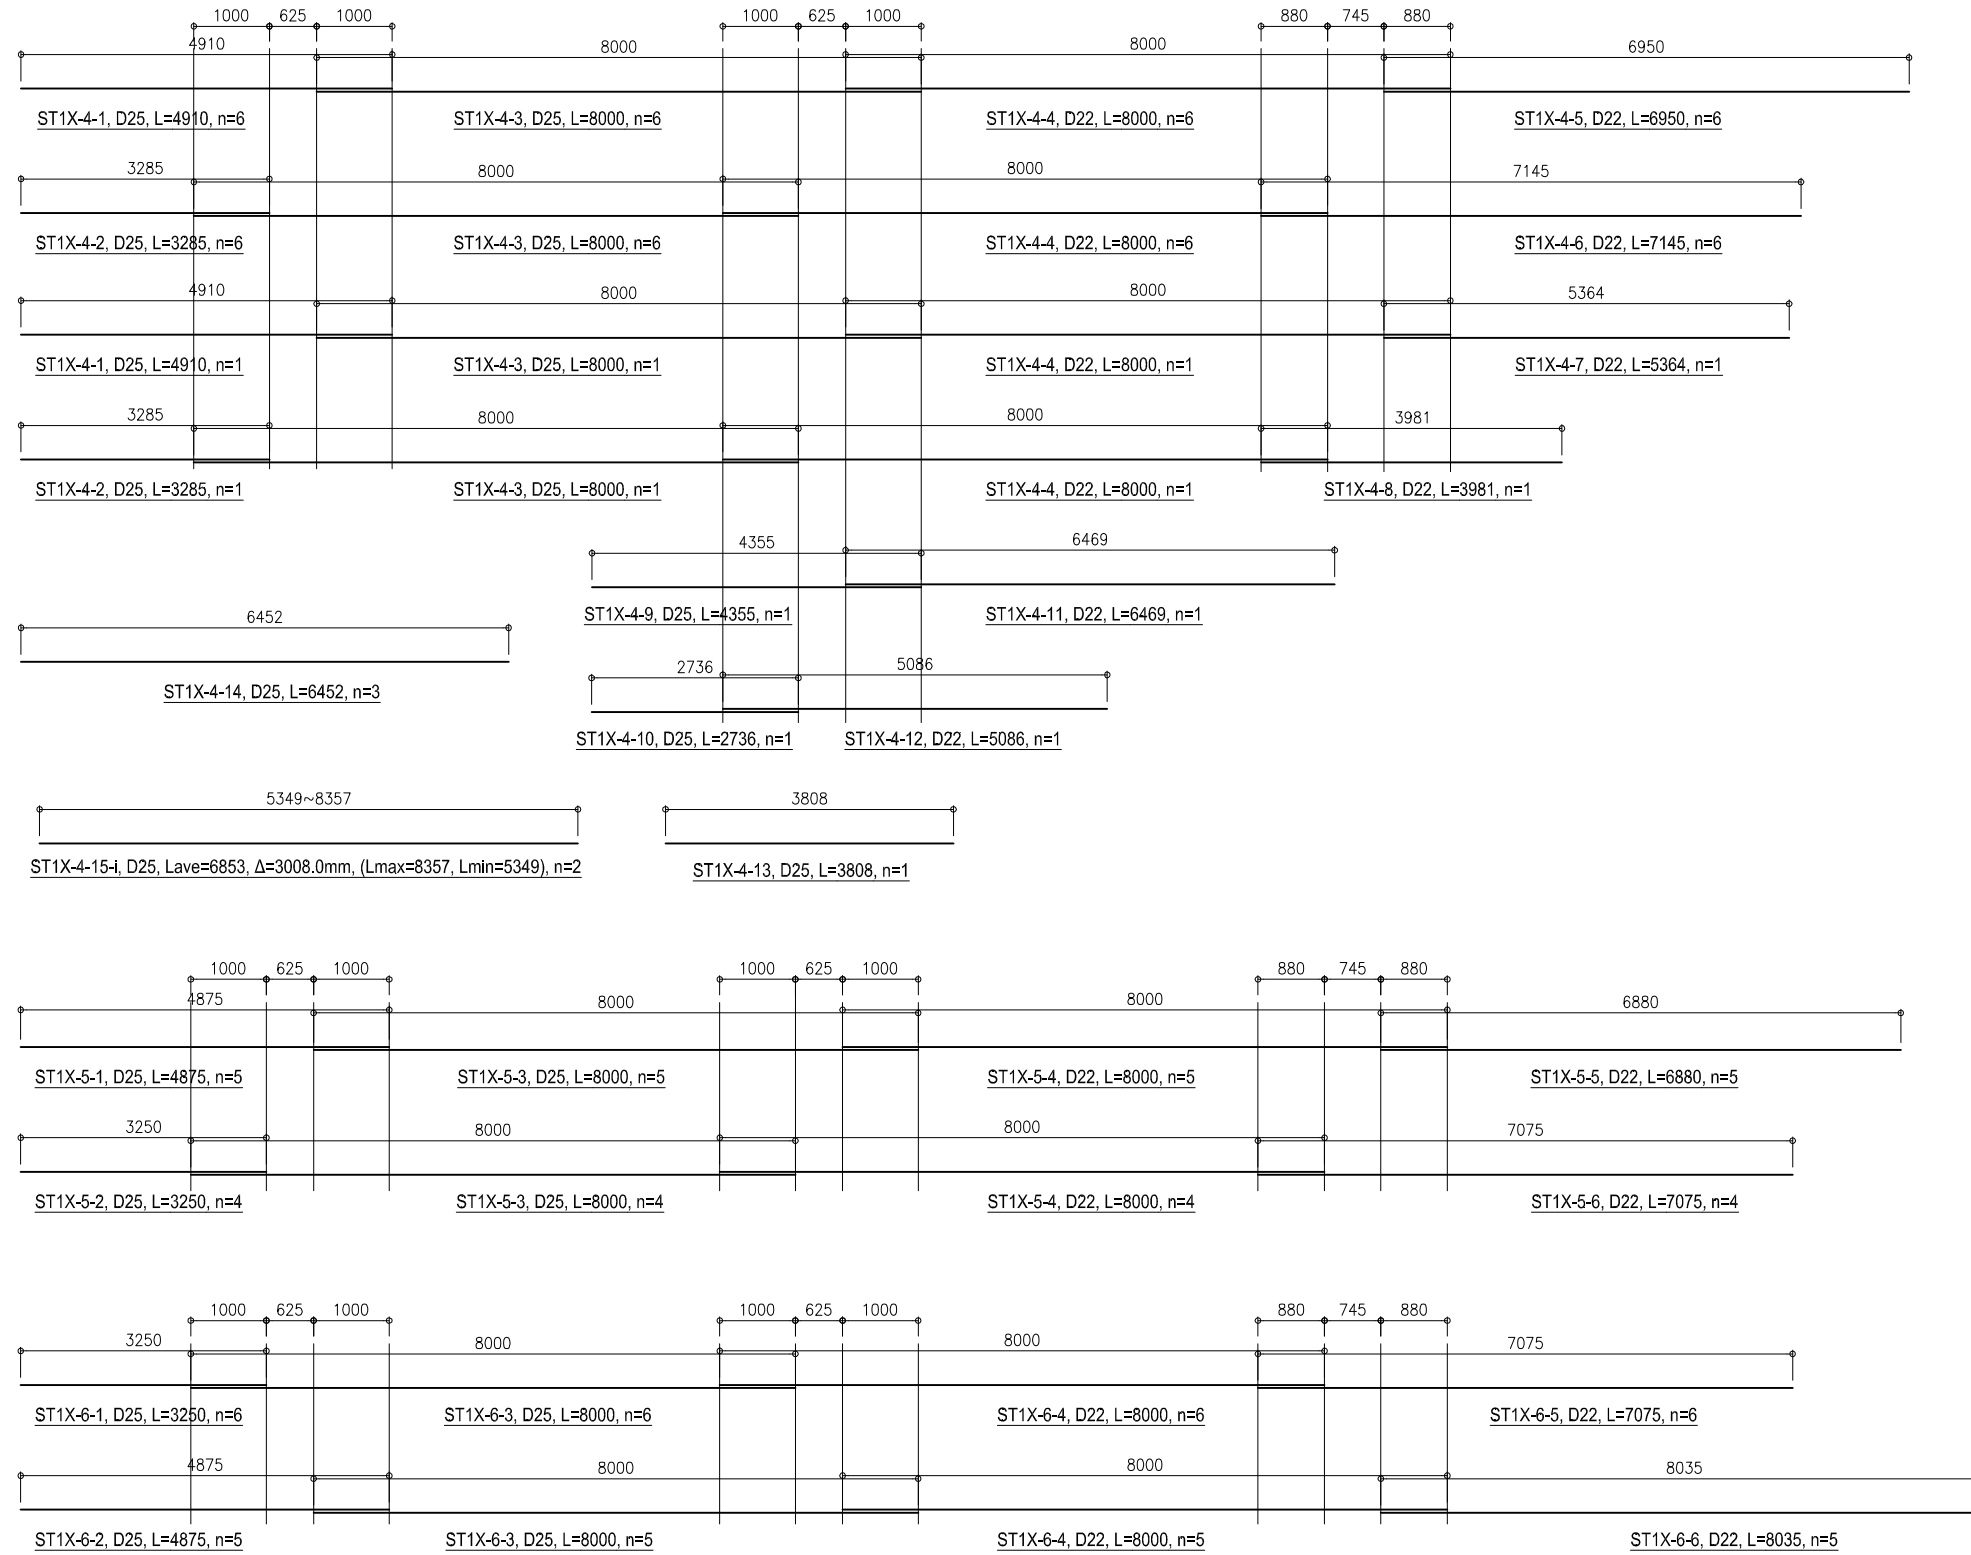 1000 625 1000 1000 625 1000 880 745 880
4910 8000 8000 6950
ST1X-4-1, D25, L=4910, n=6 ST1X-4-3, D25, L=8000, n=6 ST1X-4-4, D22, L=8000, n=6 ST1X-4-5, D22, L=6950, n=6
3285 8000 8000 7145
ST1X-4-2, D25, L=3285, n=6 ST1X-4-3, D25, L=8000, n=6 ST1X-4-4, D22, L=8000, n=6 ST1X-4-6, D22, L=7145, n=6
4910 8000 8000 5364
ST1X-4-1, D25, L=4910, n=1 ST1X-4-3, D25, L=8000, n=1 ST1X-4-4, D22, L=8000, n=1 ST1X-4-7, D22, L=5364, n=1
3285 8000 8000 3981
ST1X-4-2, D25, L=3285, n=1 ST1X-4-3, D25, L=8000, n=1 ST1X-4-4, D22, L=8000, n=1 ST1X-4-8, D22, L=3981, n=1
4355 6469
ST1X-4-9, D25, L=4355, n=1 ST1X-4-11, D22, L=6469, n=1
6452
ST1X-4-14, D25, L=6452, n=3
2736 5086
ST1X-4-10, D25, L=2736, n=1 ST1X-4-12, D22, L=5086, n=1
5349~8357 3808
ST1X-4-15-i, D25, Lave=6853, Δ=3008.0mm, (Lmax=8357, Lmin=5349), n=2 ST1X-4-13, D25, L=3808, n=1
1000 625 1000 1000 625 1000 880 745 880
4875 8000 8000 6880
ST1X-5-1, D25, L=4875, n=5 ST1X-5-3, D25, L=8000, n=5 ST1X-5-4, D22, L=8000, n=5 ST1X-5-5, D22, L=6880, n=5
3250 8000 8000 7075
ST1X-5-2, D25, L=3250, n=4 ST1X-5-3, D25, L=8000, n=4 ST1X-5-4, D22, L=8000, n=4 ST1X-5-6, D22, L=7075, n=4
1000 625 1000 1000 625 1000 880 745 880
3250 8000 8000 7075
ST1X-6-1, D25, L=3250, n=6 ST1X-6-3, D25, L=8000, n=6 ST1X-6-4, D22, L=8000, n=6 ST1X-6-5, D22, L=7075, n=6
4875 8000 8000 8035
ST1X-6-2, D25, L=4875, n=5 ST1X-6-3, D25, L=8000, n=5 ST1X-6-4, D22, L=8000, n=5 ST1X-6-6, D22, L=8035, n=5